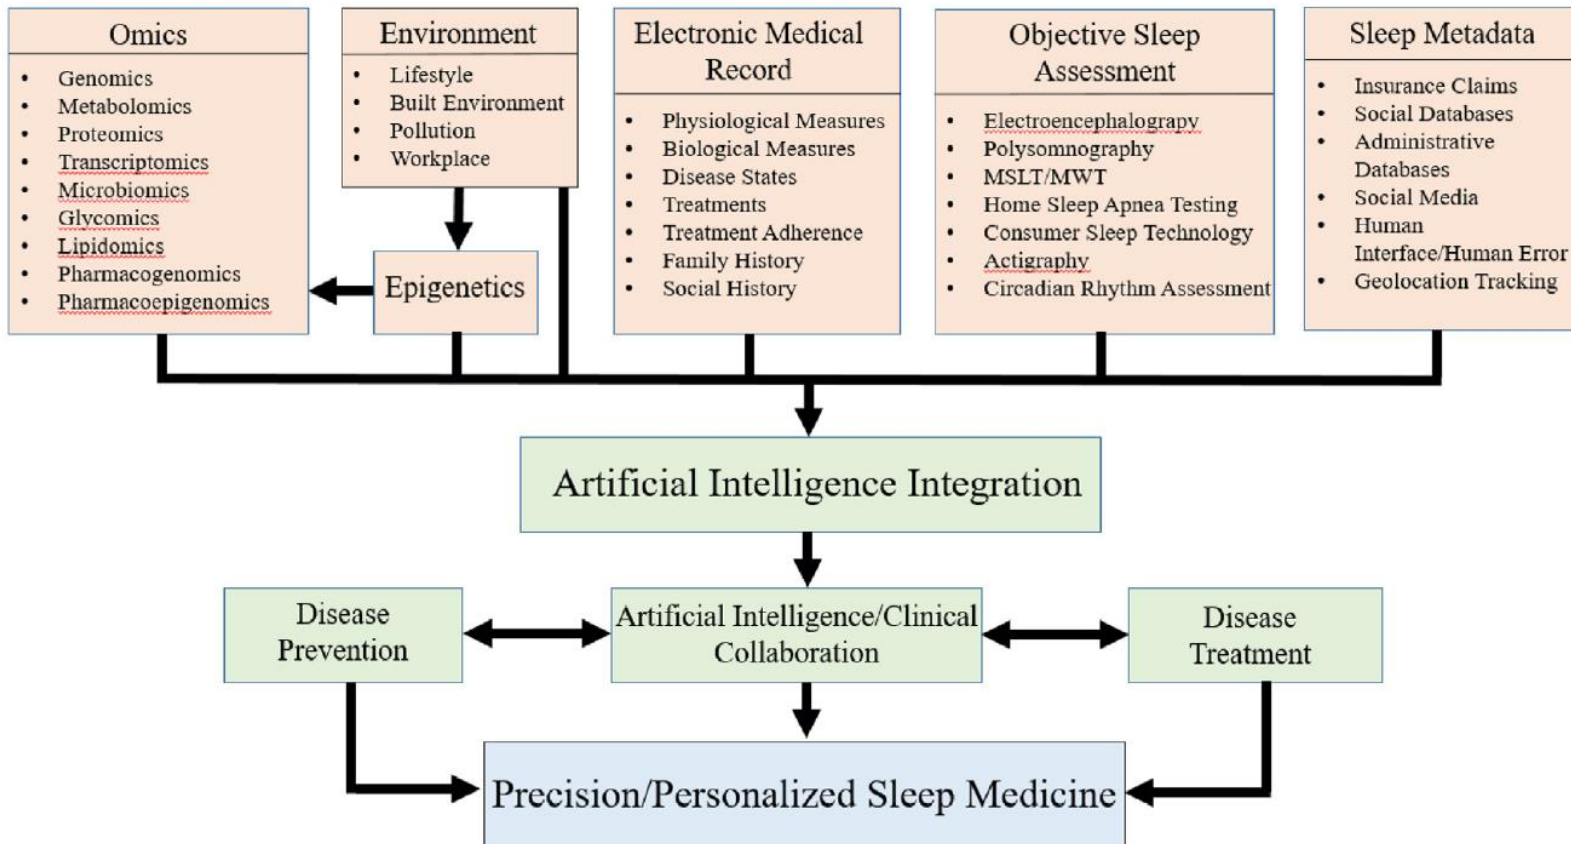 Omics
• Genomics
• Metabolomics
• Proteomics
• Transcriptomics
• Microbiomics
• Glycomics
• Lipidomics
• Pharmacogenomics
• Pharmacoepigenomics
Environment
• Lifestyle
• Built Environment
• Pollution
• Workplace
Epigenetics
Electronic Medical
Record
• Physiological Measures
• Biological Measures
• Disease States
• Treatments
• Treatment Adherence
• Family History
• Social History
Objective Sleep
Assessment
• Electroencephalograpy
• Polysomnography
• MSLT/MWT
• Home Sleep Apnea Testing
• Consumer Sleep Technology
• Actigraphy
• Circadian Rhythm Assessment
Sleep Metadata
• Insurance Claims
• Social Databases
• Administrative
Databases
• Social Media
• Human
Interface/Human Error
• Geolocation Tracking
Artificial Intelligence Integration
Disease
Prevention
Artificial Intelligence/Clinical
Collaboration
Disease
Treatment
Precision/Personalized Sleep Medicine